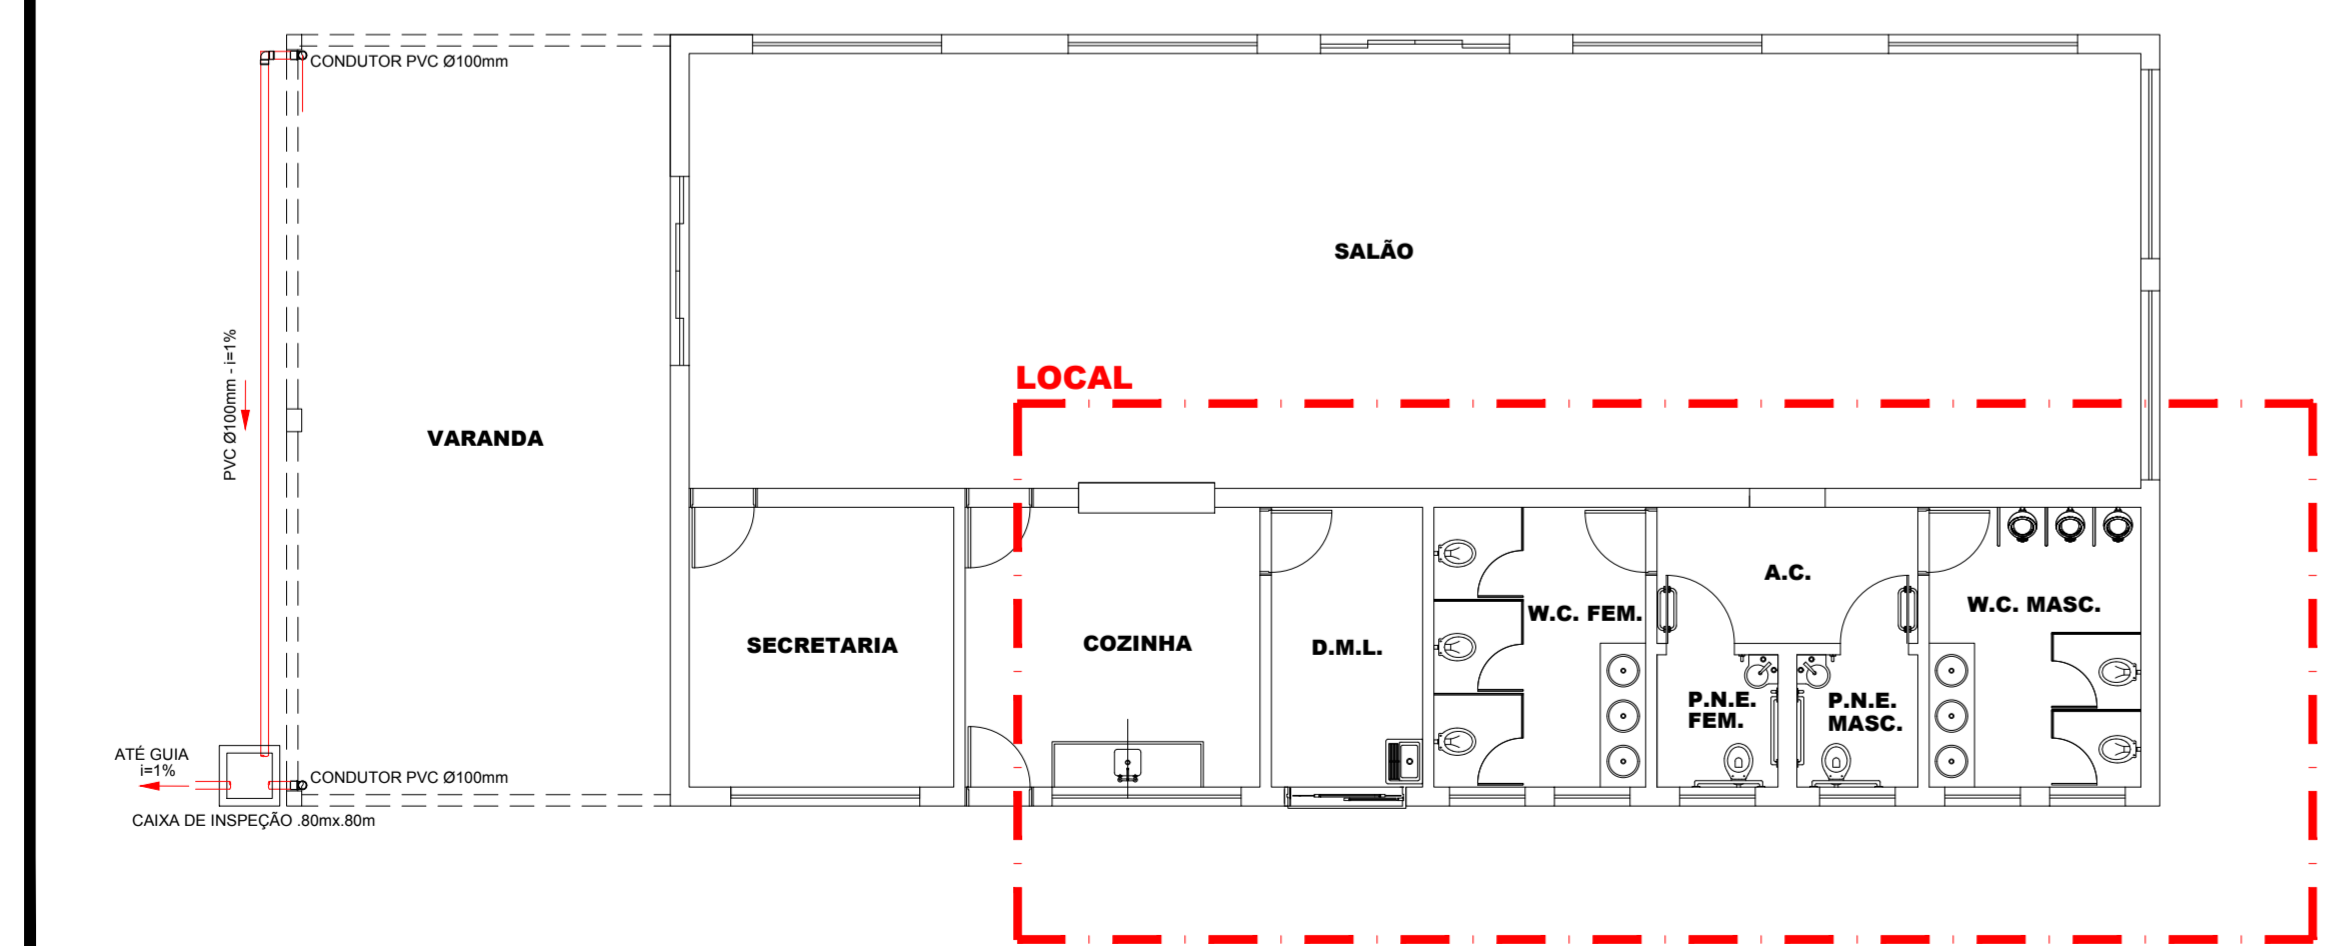 CONDUTOR PVC Ø100mm
SALÃO
PVC Ø100mm - i=1%
LOCAL
VARANDA
A.C.
W.C. FEM.
W.C. MASC.
SECRETARIA
COZINHA
D.M.L.
P.N.E.
FEM.
P.N.E.
MASC.
ATÉ GUIA
i=1%
CONDUTOR PVC Ø100mm
CAIXA DE INSPEÇÃO .80mx.80m